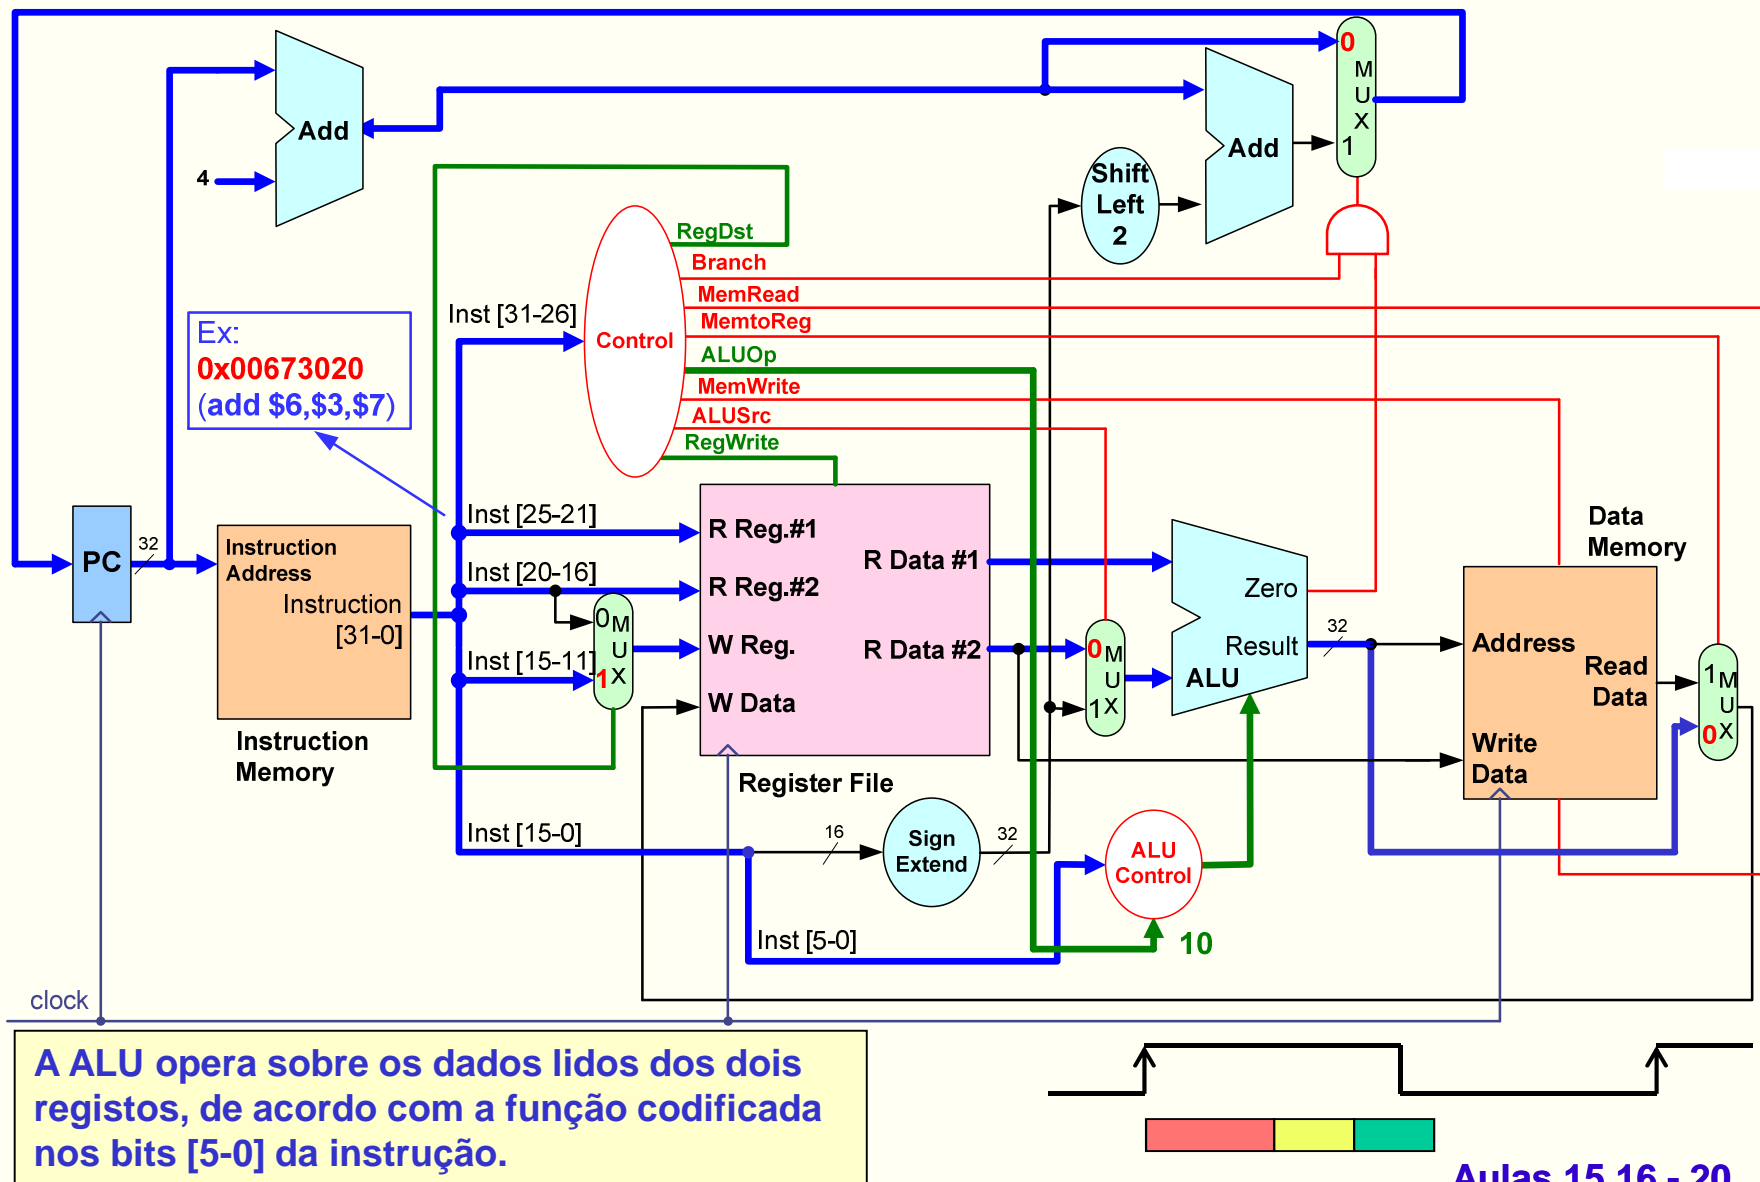 0
M
U
X
1
Add
4
Add
Shift
Left
2
RegDst
Branch
MemRead
MemtoReg
ALUOp
MemWrite
ALUSrc
RegWrite
Control
Inst [31-26]
Ex:
0x00673020
(add $6,$3,$7)
PC
32
Instruction
Address
Instruction
[31-0]
Instruction
Memory
Inst [25-21]
Inst [20-16]
Inst [15-11]
0
M
U
X
1
R Reg.#1
R Reg.#2
W Reg.
W Data
R Data #1
R Data #2
Register File
0
M
U
X
1
Zero
Result
ALU
32
Data
Memory
Address
Read
Data
Write
Data
1
M
U
X
0
Inst [15-0]
16
Sign
Extend
32
ALU
Control
Inst [5-0]
10
clock
A ALU opera sobre os dados lidos dos dois
registos, de acordo com a função codificada
nos bits [5-0] da instrução.
Aulas 15,16 - 20